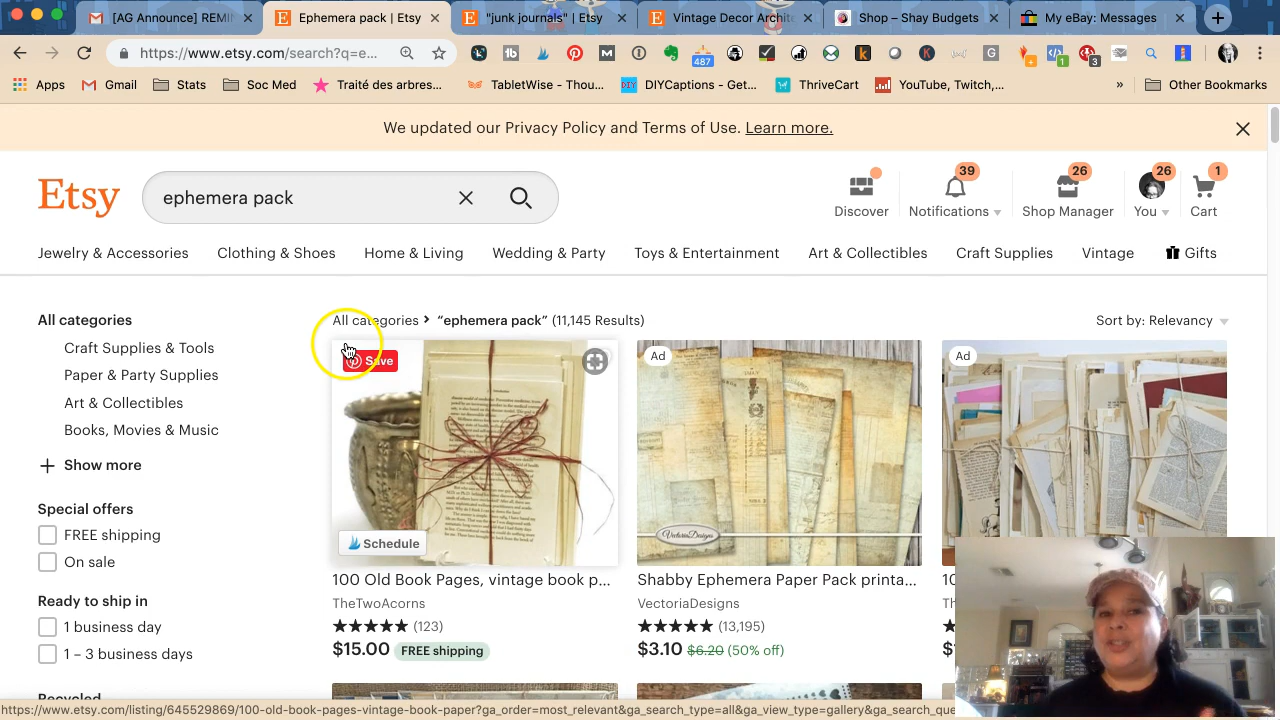 [AG Announce] REMI
Ephemera pack | Etsy
"junk journals" | Etsy
Vintage Decor Archit
Shop – Shay Budgets
My eBay: Messages
https://www.etsy.com/search?q=e...
487
1
3
Apps
Gmail
Stats
Soc Med
Traité des arbres...
TabletWise - Thou...
DIYCaptions - Get...
ThriveCart
YouTube, Twitch,...
» Other Bookmarks
We updated our Privacy Policy and Terms of Use. Learn more.
Etsy
ephemera pack
Discover
39
Notifications
26
Shop Manager
26
You
1
Cart
Jewelry & Accessories
Clothing & Shoes
Home & Living
Wedding & Party
Toys & Entertainment
Art & Collectibles
Craft Supplies
Vintage
Gifts
All categories
Craft Supplies & Tools
Paper & Party Supplies
Art & Collectibles
Books, Movies & Music
+ Show more
Special offers
FREE shipping
On sale
Ready to ship in
1 business day
1 – 3 business days
Recycled
All categories > “ephemera pack” (11,145 Results)
Sort by: Relevancy
Save
Schedule
100 Old Book Pages, vintage book p...
TheTwoAcorns
★★★★★ (123)
$15.00 FREE shipping
Ad
VectoriaDesigns
Shabby Ephemera Paper Pack printa...
VectoriaDesigns
★★★★★ (13,195)
$3.10 $6.20 (50% off)
Ad
https://www.etsy.com/listing/645529869/100-old-book-pages-vintage-book-paper?ga_order=most_relevant&ga_search_type=all&ga_view_type=gallery&ga_search_que